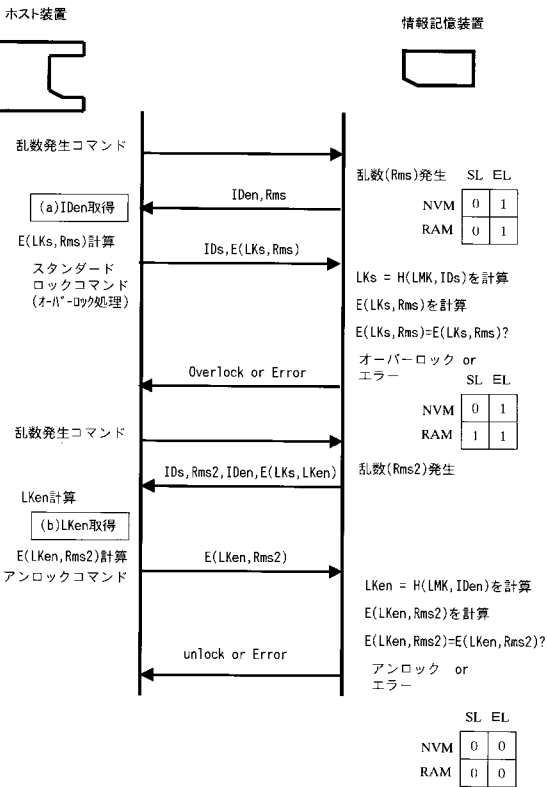 ホスト装置
情報記憶装置
乱数発生コマンド
乱数(Rms)発生
SL EL
NVM 0 1
RAM 0 1
IDen,Rms
(a)IDen取得
E(LKs,Rms)計算
IDs,E(LKs,Rms)
スタンダード
ロックコマンド
(オーバーロック処理)
LKs = H(LMK,IDs)を計算
E(LKs,Rms)を計算
E(LKs,Rms)=E(LKs,Rms)?
オーバーロック or
エラー
Overlock or Error
SL EL
NVM 0 1
RAM 1 1
乱数発生コマンド
乱数(Rms2)発生
IDs,Rms2,IDen,E(LKs,LKen)
LKen計算
(b)LKen取得
E(LKen,Rms2)計算
アンロックコマンド
E(LKen,Rms2)
LKen = H(LMK,IDen)を計算
E(LKen,Rms2)を計算
E(LKen,Rms2)=E(LKen,Rms2)?
アンロック or
エラー
unlock or Error
SL EL
NVM 0 0
RAM 0 0